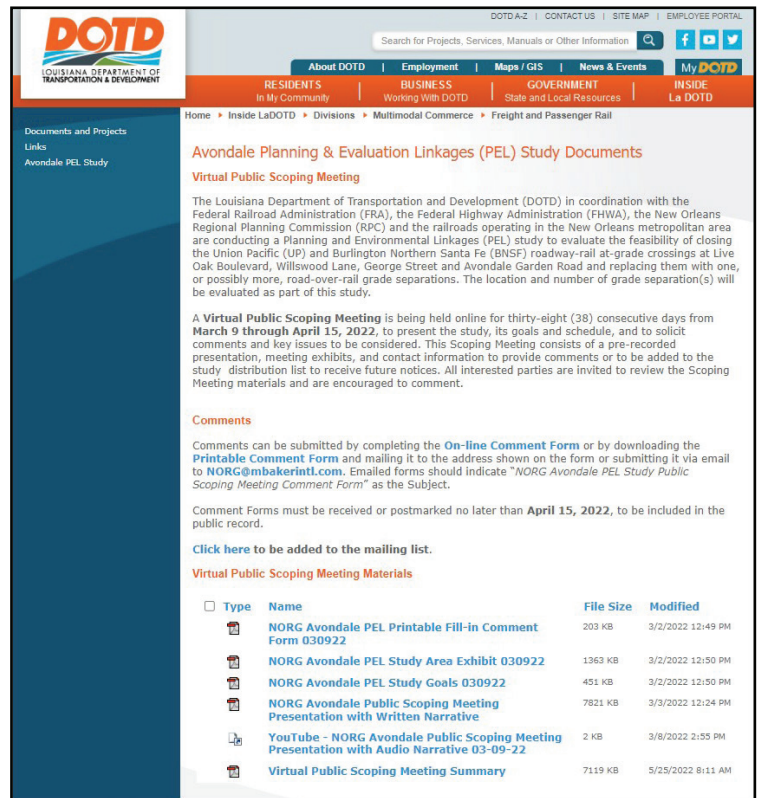 DOTD A-Z | CONTACT US | SITE MAP | EMPLOYEE PORTAL
DOTD
LOUISIANA DEPARTMENT OF
TRANSPORTATION & DEVELOPMENT
Search for Projects, Services, Manuals or Other Information
About DOTD | Employment | Maps / GIS | News & Events
My DOTD
RESIDENTS
In My Community
BUSINESS
Working With DOTD
GOVERNMENT
State and Local Resources
INSIDE
La DOTD
Home Inside LaDOTD Divisions Multimodal Commerce Freight and Passenger Rail
Documents and Projects
Links
Avondale PEL Study
Avondale Planning & Evaluation Linkages (PEL) Study Documents
Virtual Public Scoping Meeting
The Louisiana Department of Transportation and Development (DOTD) in coordination with the
Federal Railroad Administration (FRA), the Federal Highway Administration (FHWA), the New Orleans
Regional Planning Commission (RPC) and the railroads operating in the New Orleans metropolitan area
are conducting a Planning and Environmental Linkages (PEL) study to evaluate the feasibility of closing
the Union Pacific (UP) and Burlington Northern Santa Fe (BNSF) roadway-rail at-grade crossings at Live
Oak Boulevard, Willswood Lane, George Street and Avondale Garden Road and replacing them with one,
or possibly more, road-over-rail grade separations. The location and number of grade separation(s) will
be evaluated as part of this study.
A Virtual Public Scoping Meeting is being held online for thirty-eight (38) consecutive days from
March 9 through April 15, 2022, to present the study, its goals and schedule, and to solicit
comments and key issues to be considered. This Scoping Meeting consists of a pre-recorded
presentation, meeting exhibits, and contact information to provide comments or to be added to the
study distribution list to receive future notices. All interested parties are invited to review the Scoping
Meeting materials and are encouraged to comment.
Comments
Comments can be submitted by completing the On-line Comment Form or by downloading the
Printable Comment Form and mailing it to the address shown on the form or submitting it via email
to NORG@mbakerintl.com. Emailed forms should indicate “NORG Avondale PEL Study Public
Scoping Meeting Comment Form” as the Subject.
Comment Forms must be received or postmarked no later than April 15, 2022, to be included in the
public record.
Click here to be added to the mailing list.
Virtual Public Scoping Meeting Materials
Type Name File Size Modified
NORG Avondale PEL Printable Fill-in Comment 203 KB 3/2/2022 12:49 PM
Form 030922
NORG Avondale PEL Study Area Exhibit 030922 1363 KB 3/2/2022 12:50 PM
NORG Avondale PEL Study Goals 030922 451 KB 3/2/2022 12:50 PM
NORG Avondale Public Scoping Meeting 7821 KB 3/3/2022 12:24 PM
Presentation with Written Narrative
YouTube - NORG Avondale Public Scoping Meeting 2 KB 3/8/2022 2:55 PM
Presentation with Audio Narrative 03-09-22
Virtual Public Scoping Meeting Summary 7119 KB 5/25/2022 8:11 AM